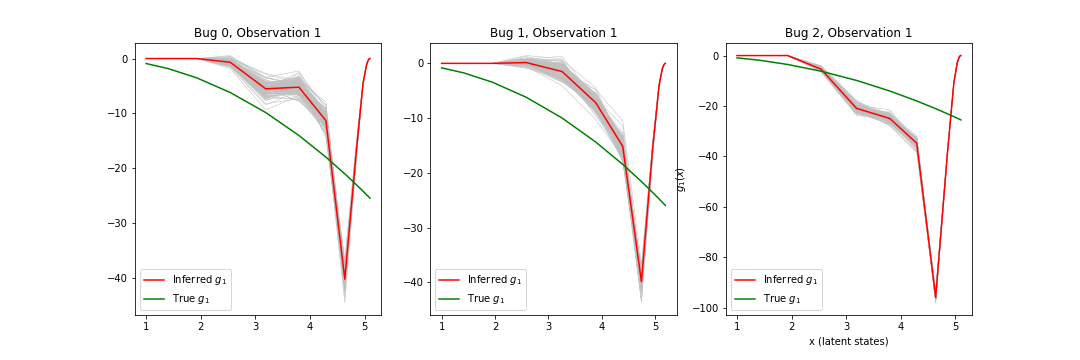 Bug 0, Observation 1
0
−10
−20
−30
−40
1 2 3 4 5
Inferred g₁
True g₁
Bug 1, Observation 1
0
−10
−20
−30
−40
1 2 3 4 5
Inferred g₁
True g₁
Bug 2, Observation 1
g₁(x)
0
−20
−40
−60
−80
−100
1 2 3 4 5
x (latent states)
Inferred g₁
True g₁